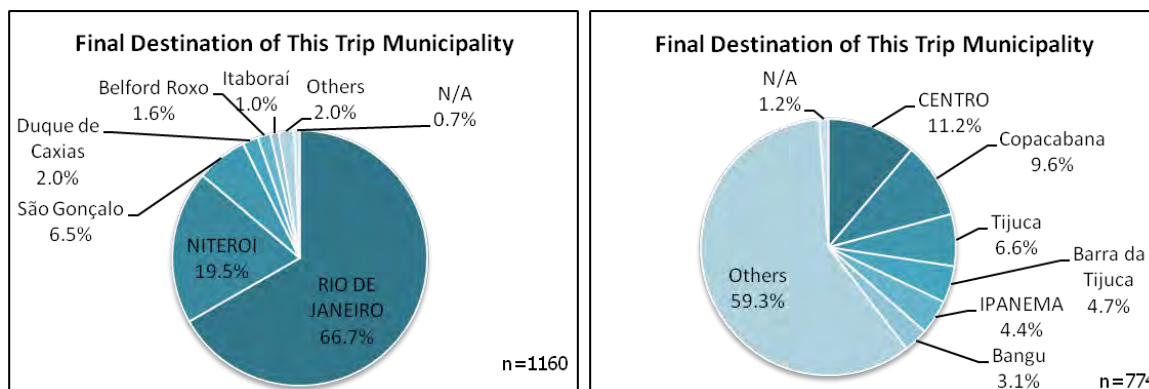 Final Destination of This Trip Municipality
Itaboraí
1.0%
Belford Roxo
1.6%
Others
2.0%
N/A
0.7%
Duque de
Caxias
2.0%
São Gonçalo
6.5%
NITEROI
19.5%
RIO DE
JANEIRO
66.7%
n=1160
Final Destination of This Trip Municipality
N/A
1.2%
CENTRO
11.2%
Copacabana
9.6%
Tijuca
6.6%
Barra da
Tijuca
4.7%
IPANEMA
4.4%
Bangu
3.1%
Others
59.3%
n=774